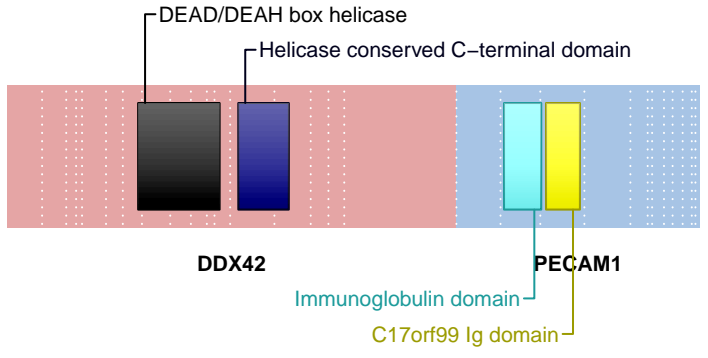 DEAD/DEAH box helicase
Helicase conserved C−terminal domain
DDX42
PECAM1
Immunoglobulin domain
C17orf99 Ig domain